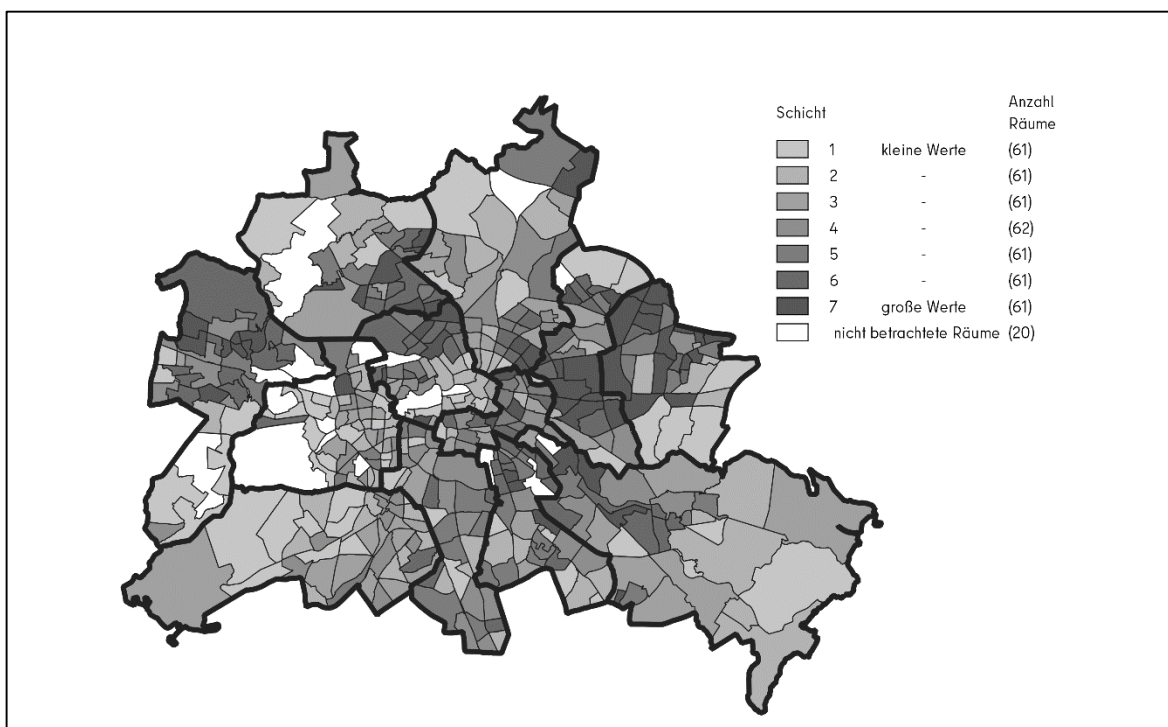 Schicht
Anzahl
Räume
1 kleine Werte (61)
2 - (61)
3 - (61)
4 - (62)
5 - (61)
6 - (61)
7 große Werte (61)
nicht betrachtete Räume (20)